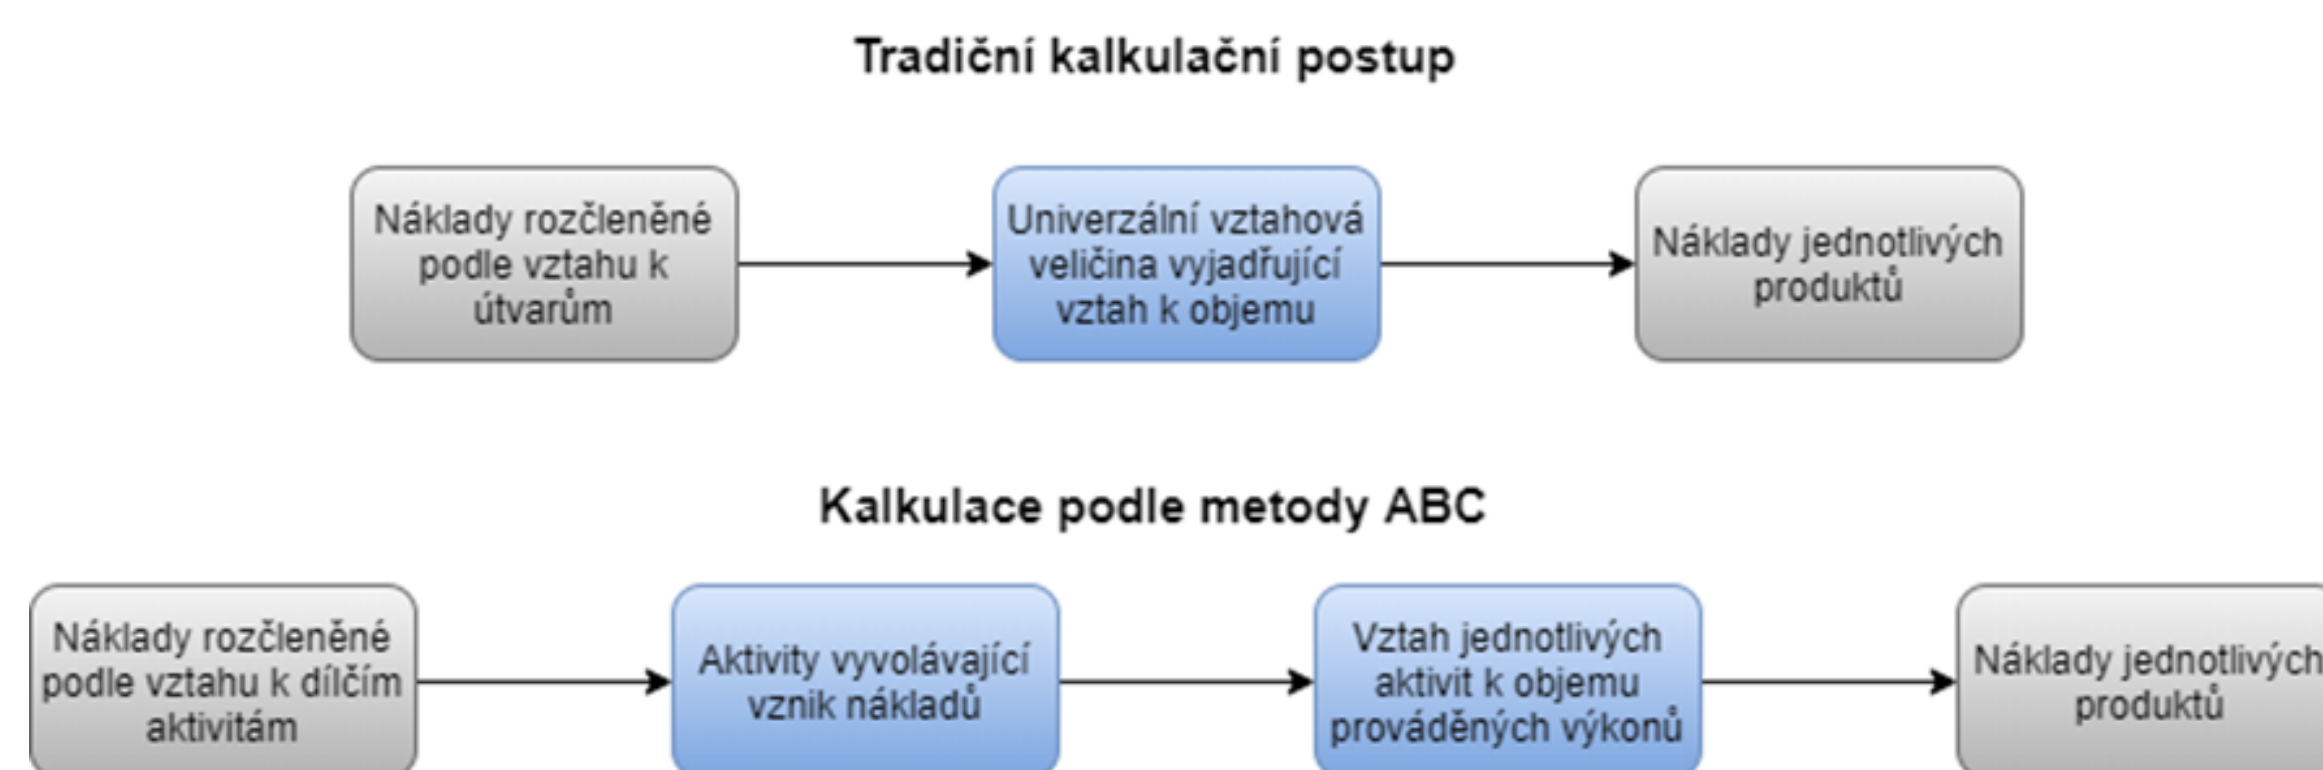 Tradiční kalkulační postup
Náklady rozčleněné
podle vztahu k
útvarům
Univerzální vztahová
veličina vyjadřující
vztah k objemu
Náklady jednotlivých
produktů
Kalkulace podle metody ABC
Náklady rozčleněné
podle vztahu k dílčím
aktivitám
Aktivity vyvolávající
vznik nákladů
Vztah jednotlivých
aktivit k objemu
prováděných výkonů
Náklady jednotlivých
produktů